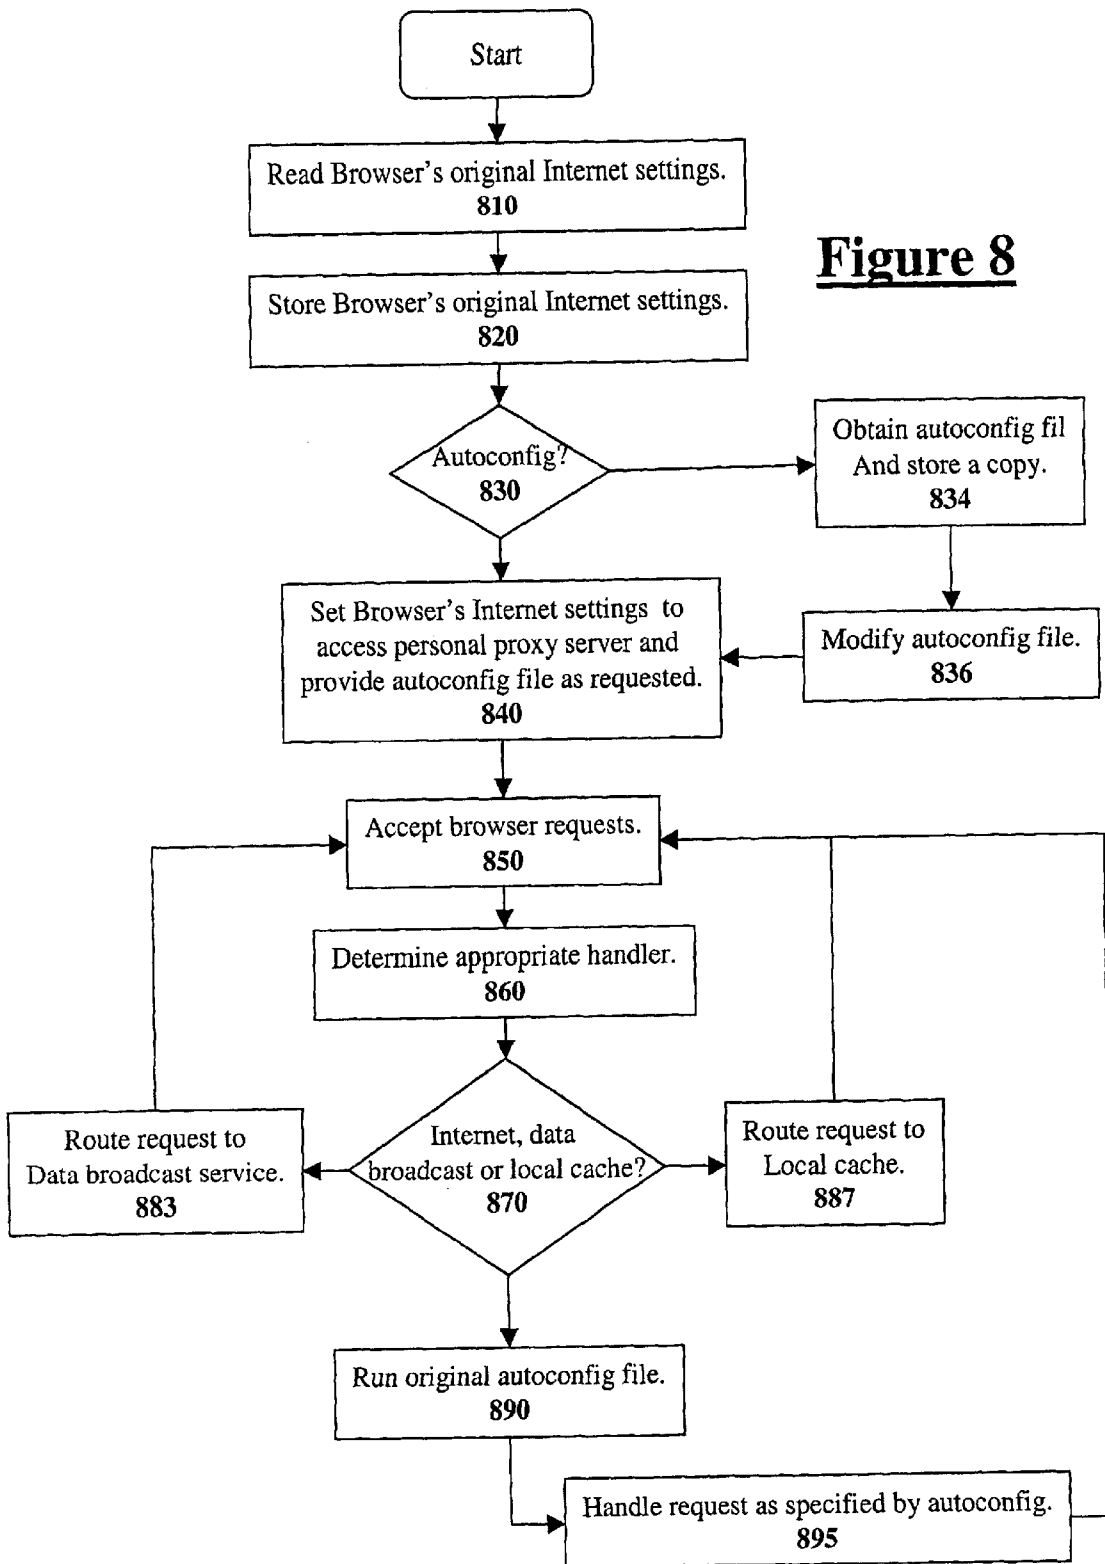 Start
Read Browser's original Internet settings.
810
Figure 8
Store Browser's original Internet settings.
820
Autoconfig?
830
Obtain autoconfig fil
And store a copy.
834
Set Browser's Internet settings to
access personal proxy server and
provide autoconfig file as requested.
840
Modify autoconfig file.
836
Accept browser requests.
850
Determine appropriate handler.
860
Route request to
Data broadcast service.
883
Internet, data
broadcast or local cache?
870
Route request to
Local cache.
887
Run original autoconfig file.
890
Handle request as specified by autoconfig.
895